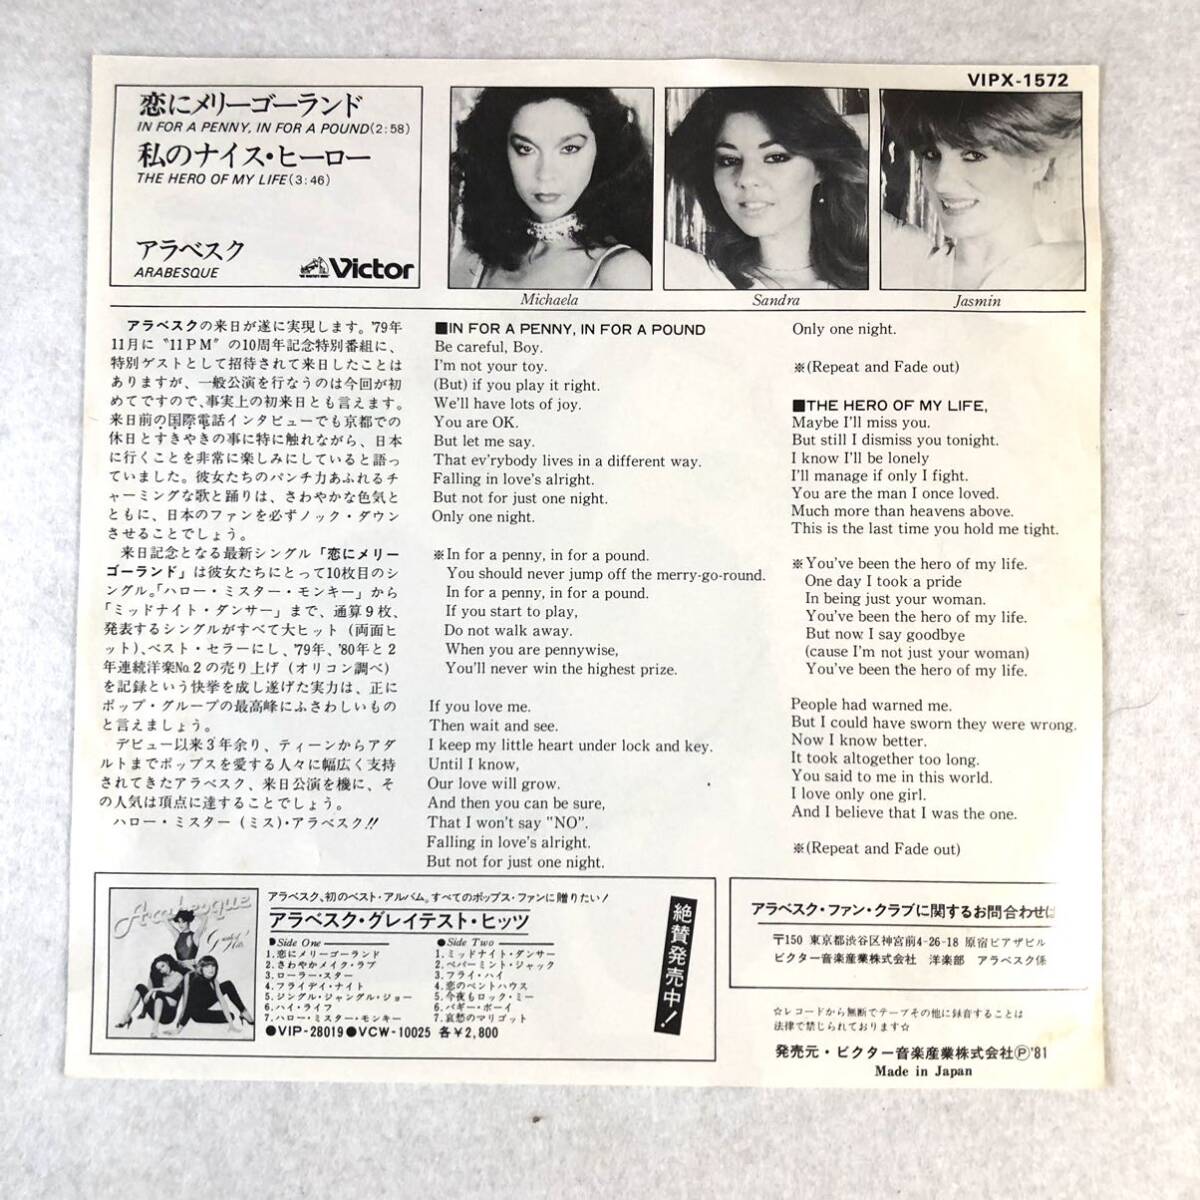 VIPX-1572
恋にメリーゴーランド
IN FOR A PENNY, IN FOR A POUND(2:58)
私のナイス・ヒーロー
THE HERO OF MY LIFE(3:46)
アラベスク
ARABESQUE
Victor
Michaela
Sandra
Jasmin
アラベスクの来日が遂に実現します。'79年
11月に〝11PM〟の10周年記念特別番組に、
特別ゲストとして招待されて来日したことは
ありますが、一般公演を行なうのは今回が初
めてですので、事実上の初来日とも言えます。
来日前の国際電話インタビューでも京都での
休日とすきやきの事に特に触れながら、日本
に行くことを非常に楽しみにしていると語っ
ていました。彼女たちのパンチ力あふれるチ
ャーミングな歌と踊りは、さわやかな色気と
ともに、日本のファンを必ずノック・ダウン
させることでしょう。
来日記念となる最新シングル「恋にメリー
ゴーランド」は彼女たちにとって10枚目のシ
ングル。「ハロー・ミスター・モンキー」から
「ミッドナイト・ダンサー」まで、通算9枚、
発表するシングルがすべて大ヒット(両面ヒ
ット)、ベスト・セラーにし、'79年、'80年と2
年連続洋楽No.2の売り上げ(オリコン調べ)
を記録という快挙を成し遂げた実力は、正に
ポップ・グループの最高峰にふさわしいもの
と言えましょう。
デビュー以来3年余り、ティーンからアダ
ルトまでポップスを愛する人々に幅広く支持
されてきたアラベスク、来日公演を機に、そ
の人気は頂点に達することでしょう。
ハロー・ミスター(ミス)・アラベスク!!
■IN FOR A PENNY, IN FOR A POUND
Be careful, Boy.
I'm not your toy.
(But) if you play it right.
We'll have lots of joy.
You are OK.
But let me say.
That ev'rybody lives in a different way.
Falling in love's alright.
But not for just one night.
Only one night.
※In for a penny, in for a pound.
You should never jump off the merry-go-round.
In for a penny, in for a pound.
If you start to play,
Do not walk away.
When you are pennywise,
You'll never win the highest prize.
If you love me.
Then wait and see.
I keep my little heart under lock and key.
Until I know,
Our love will grow.
And then you can be sure,
That I won't say "NO".
Falling in love's alright.
But not for just one night.
Only one night.
※(Repeat and Fade out)
■THE HERO OF MY LIFE,
Maybe I'll miss you.
But still I dismiss you tonight.
I know I'll be lonely
I'll manage if only I fight.
You are the man I once loved.
Much more than heavens above.
This is the last time you hold me tight.
※You've been the hero of my life.
One day I took a pride
In being just your woman.
You've been the hero of my life.
But now I say goodbye
(cause I'm not just your woman)
You've been the hero of my life.
People had warned me.
But I could have sworn they were wrong.
Now I know better.
It took altogether too long.
You said to me in this world.
I love only one girl.
And I believe that I was the one.
※(Repeat and Fade out)
Arabesque
Greatest Hits
アラベスク、初のベスト・アルバム。すべてのポップス・ファンに贈りたい!
アラベスク・グレイテスト・ヒッツ
●Side One
1.恋にメリーゴーランド
2.さわやかメイク・ラブ
3.ローラー・スター
4.フライデイ・ナイト
5.ジングル・ジャングル・ジョー
6.ハイ・ライフ
7.ハロー・ミスター・モンキー
●Side Two
1.ミッドナイト・ダンサー
2.ペパーミント・ジャック
3.フライ・ハイ
4.恋のペントハウス
5.今夜もロック・ミー
6.バギー・ボーイ
7.哀愁のマリゴット
●VIP-28019●VCW-10025 各¥2,800
絶賛発売中!
アラベスク・ファン・クラブに関するお問合わせは
〒150 東京都渋谷区神宮前4-26-18 原宿ピアザビル
ビクター音楽産業株式会社 洋楽部 アラベスク係
☆レコードから無断でテープその他に録音することは
法律で禁じられております☆
発売元・ビクター音楽産業株式会社Ⓟ'81
Made in Japan